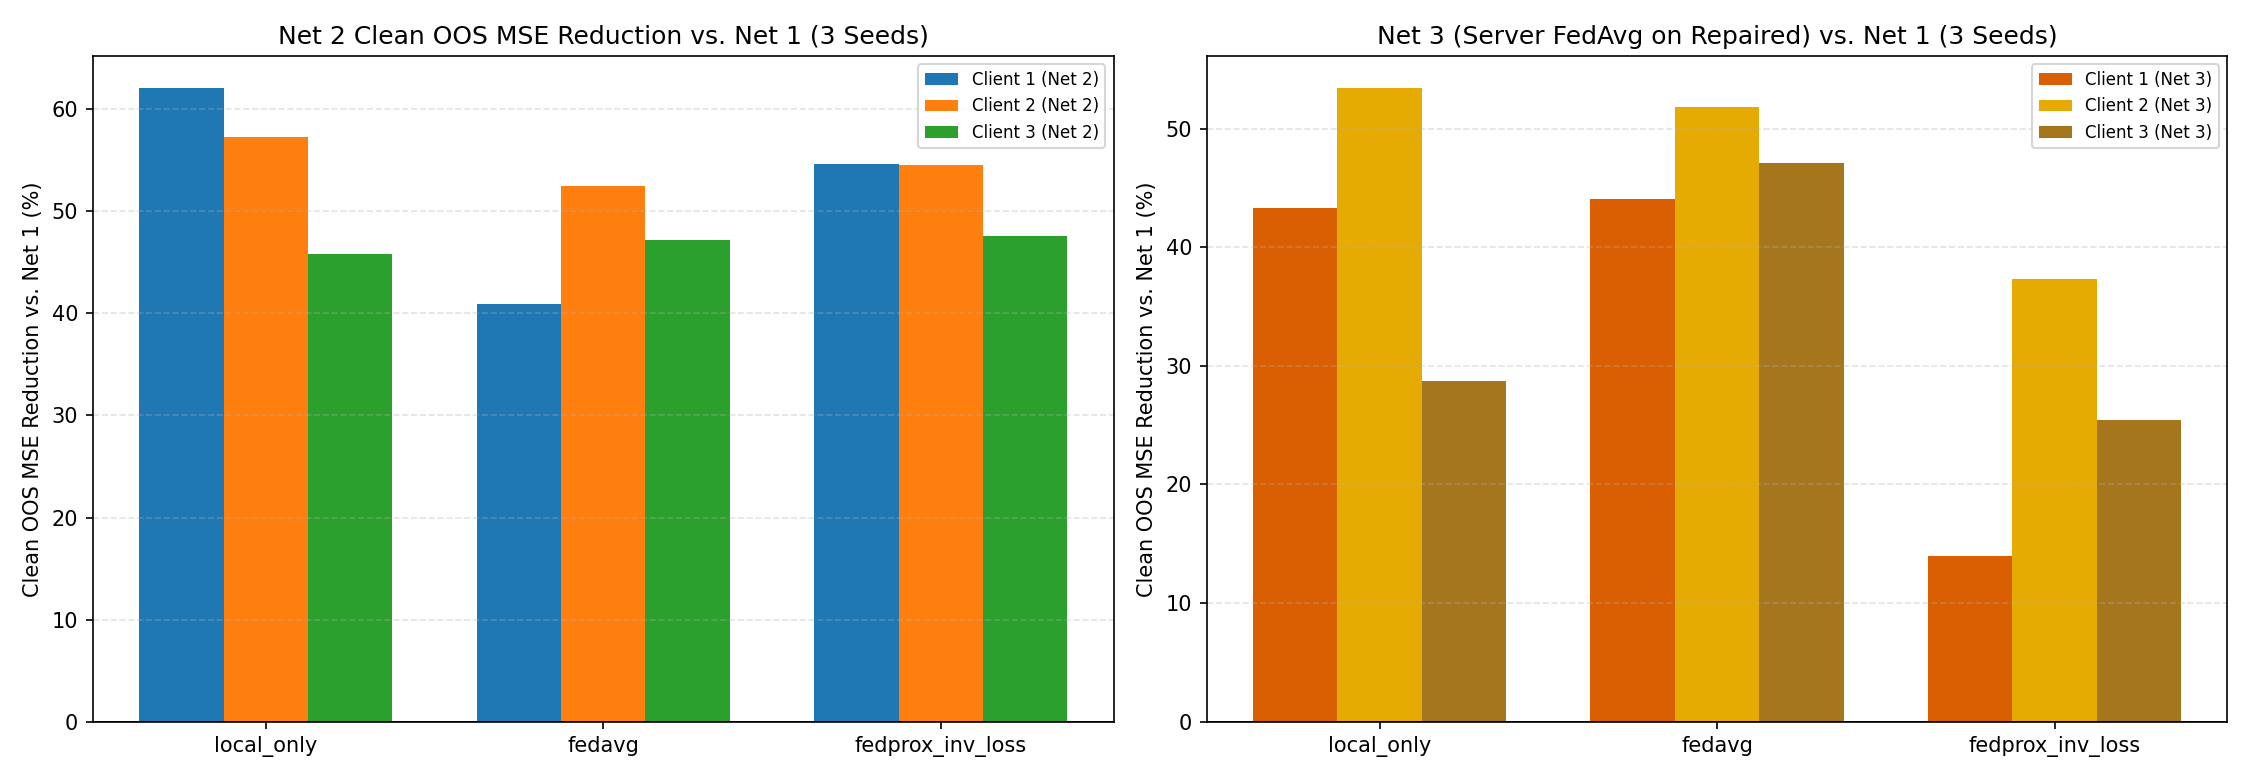 Net 2 Clean OOS MSE Reduction vs. Net 1 (3 Seeds)
Clean OOS MSE Reduction vs. Net 1 (%)
60
50
40
30
20
10
0
Client 1 (Net 2)
Client 2 (Net 2)
Client 3 (Net 2)
local_only
fedavg
fedprox_inv_loss
Net 3 (Server FedAvg on Repaired) vs. Net 1 (3 Seeds)
Clean OOS MSE Reduction vs. Net 1 (%)
50
40
30
20
10
0
Client 1 (Net 3)
Client 2 (Net 3)
Client 3 (Net 3)
local_only
fedavg
fedprox_inv_loss